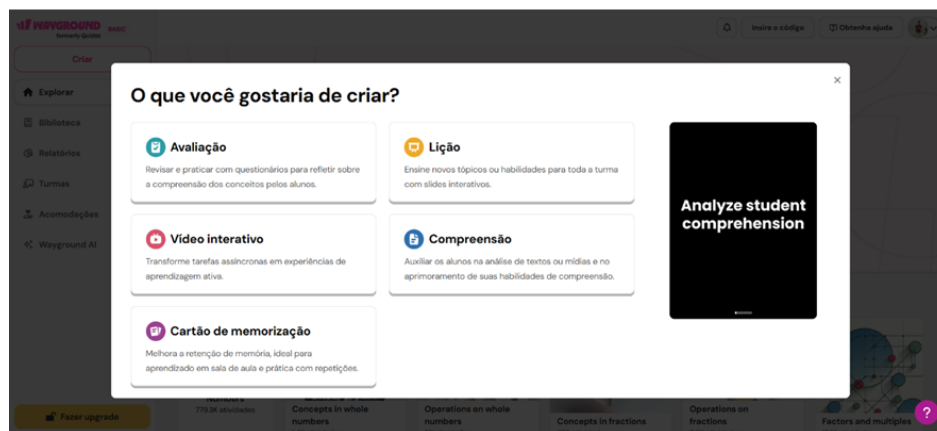 WAYGROUND BASIC
formerly Quizizz
Insira o código
Obtenha ajuda
Criar
Explorar
Biblioteca
Relatórios
Turmas
Acomodações
Wayground AI
Fazer upgrade
O que você gostaria de criar?
Avaliação
Revisar e praticar com questionários para refletir sobre
a compreensão dos conceitos pelos alunos.
Lição
Ensine novos tópicos ou habilidades para toda a turma
com slides interativos.
Vídeo interativo
Transforme tarefas assíncronas em experiências de
aprendizagem ativa.
Compreensão
Auxiliar os alunos na análise de textos ou mídias e no
aprimoramento de suas habilidades de compreensão.
Cartão de memorização
Melhora a retenção de memória, ideal para
aprendizado em sala de aula e prática com repetições.
Analyze student
comprehension
Numbers
779.1K atividades
Concepts in whole
numbers
Operations on whole
numbers
Concepts in fractions
Operations on
fractions
Factors and multiples
?